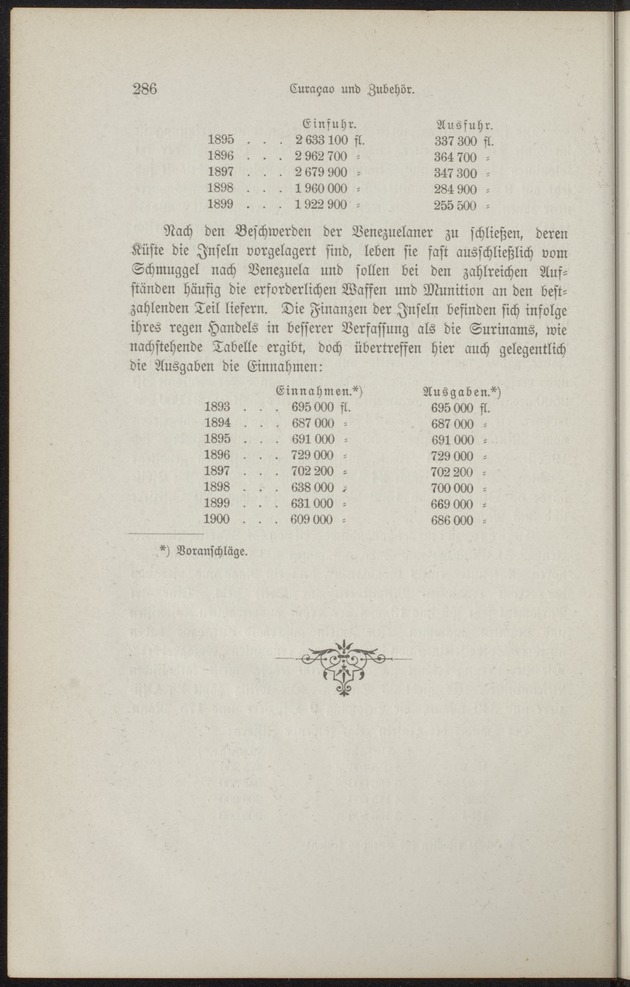 286 Curaçao und Zubehör.
Einfuhr. Ausfuhr.
1895 . . . 2 633 100 fl. 337 300 fl.
1896 . . . 2 962 700 „ 364 700 „
1897 . . . 2 679 900 „ 347 300 „
1898 . . . 1 960 000 „ 284 900 „
1899 . . . 1 922 900 „ 255 500 „
Nach den Beschwerden der Venezuelaner zu schließen, deren
Küste die Inseln vorgelagert sind, leben sie fast ausschließlich vom
Schmuggel nach Venezuela und sollen bei den zahlreichen Auf-
ständen häufig die erforderlichen Waffen und Munition an den best-
zahlenden Teil liefern. Die Finanzen der Inseln befinden sich infolge
ihres regen Handels in besserer Verfassung als die Surinams, wie
nachstehende Tabelle ergibt, doch übertreffen hier auch gelegentlich
die Ausgaben die Einnahmen:
Einnahmen.*) Ausgaben.*)
1893 . . . 695 000 fl. 695 000 fl.
1894 . . . 687 000 „ 687 000 „
1895 . . . 691 000 „ 691 000 „
1896 . . . 729 000 „ 729 000 „
1897 . . . 702 200 „ 702 200 „
1898 . . . 638 000 „ 700 000 „
1899 . . . 631 000 „ 669 000 „
1900 . . . 609 000 „ 686 000 „
*) Voranschläge.